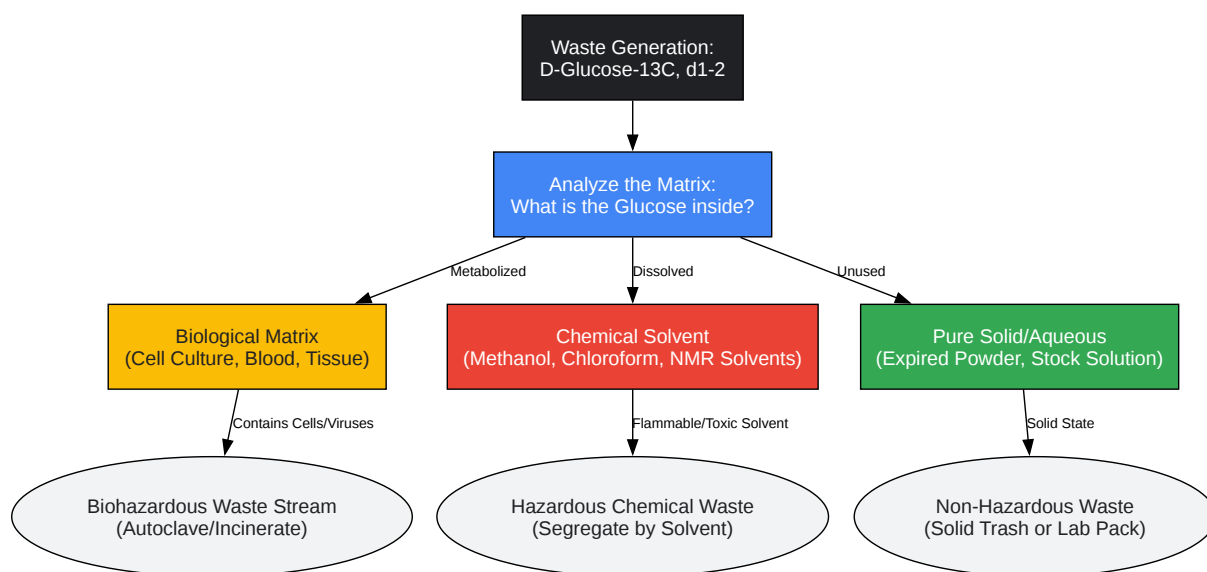 Waste Generation:
D-Glucose-13C, d1-2
Analyze the Matrix:
What is the Glucose inside?
Metabolized
Dissolved
Unused
Biological Matrix
(Cell Culture, Blood, Tissue)
Chemical Solvent
(Methanol, Chloroform, NMR Solvents)
Pure Solid/Aqueous
(Expired Powder, Stock Solution)
Contains Cells/Viruses
Flammable/Toxic Solvent
Solid State
Biohazardous Waste Stream
(Autoclave/Incinerate)
Hazardous Chemical Waste
(Segregate by Solvent)
Non-Hazardous Waste
(Solid Trash or Lab Pack)